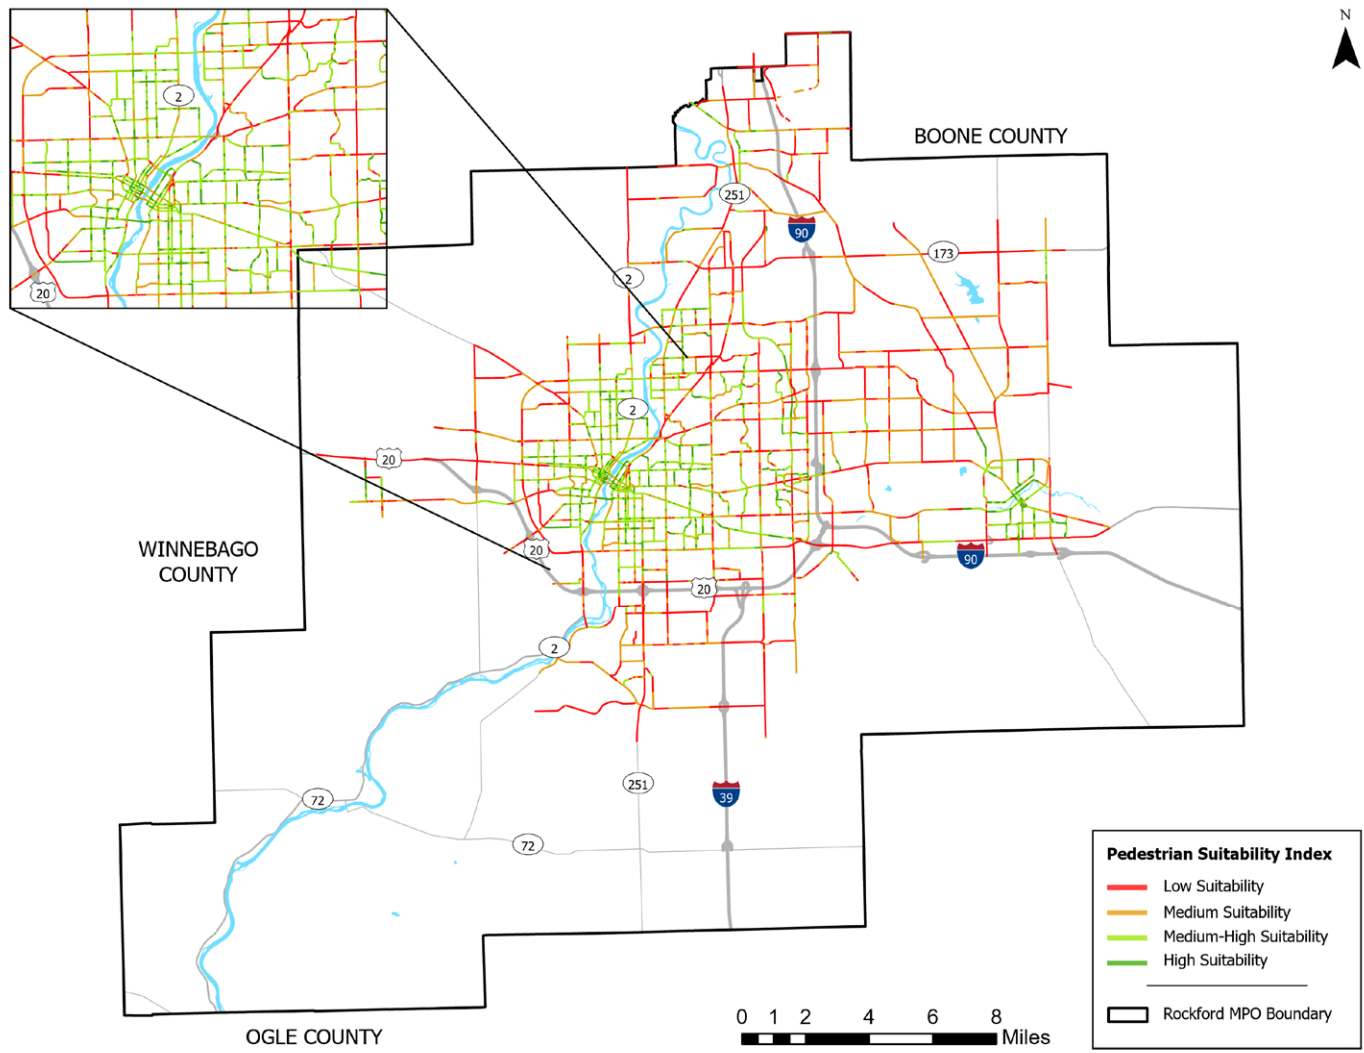 N
2
20
BOONE COUNTY
251
90
173
2
2
20
20
90
WINNEBAGO
COUNTY
20
2
251
39
72
72
OGLE COUNTY
Pedestrian Suitability Index
Low Suitability
Medium Suitability
Medium-High Suitability
High Suitability
Rockford MPO Boundary
0 1 2 4 6 8
Miles